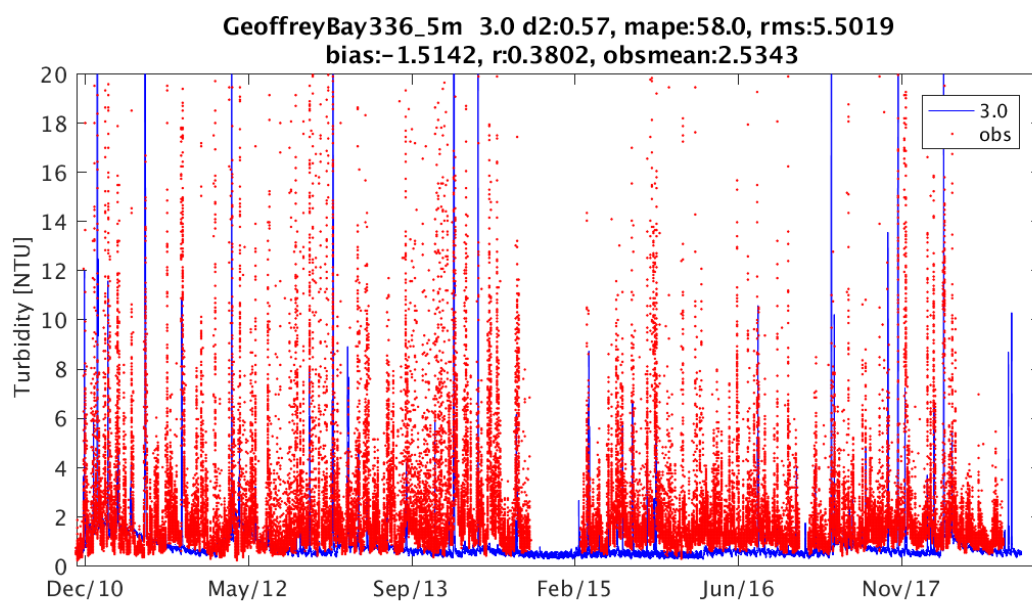 GeoffreyBay336_5m  3.0 d2:0.57, mape:58.0, rms:5.5019
bias:-1.5142, r:0.3802, obsmean:2.5343
20
18
16
14
12
10
8
6
4
2
0
Turbidity [NTU]
3.0
obs
Dec/10
May/12
Sep/13
Feb/15
Jun/16
Nov/17